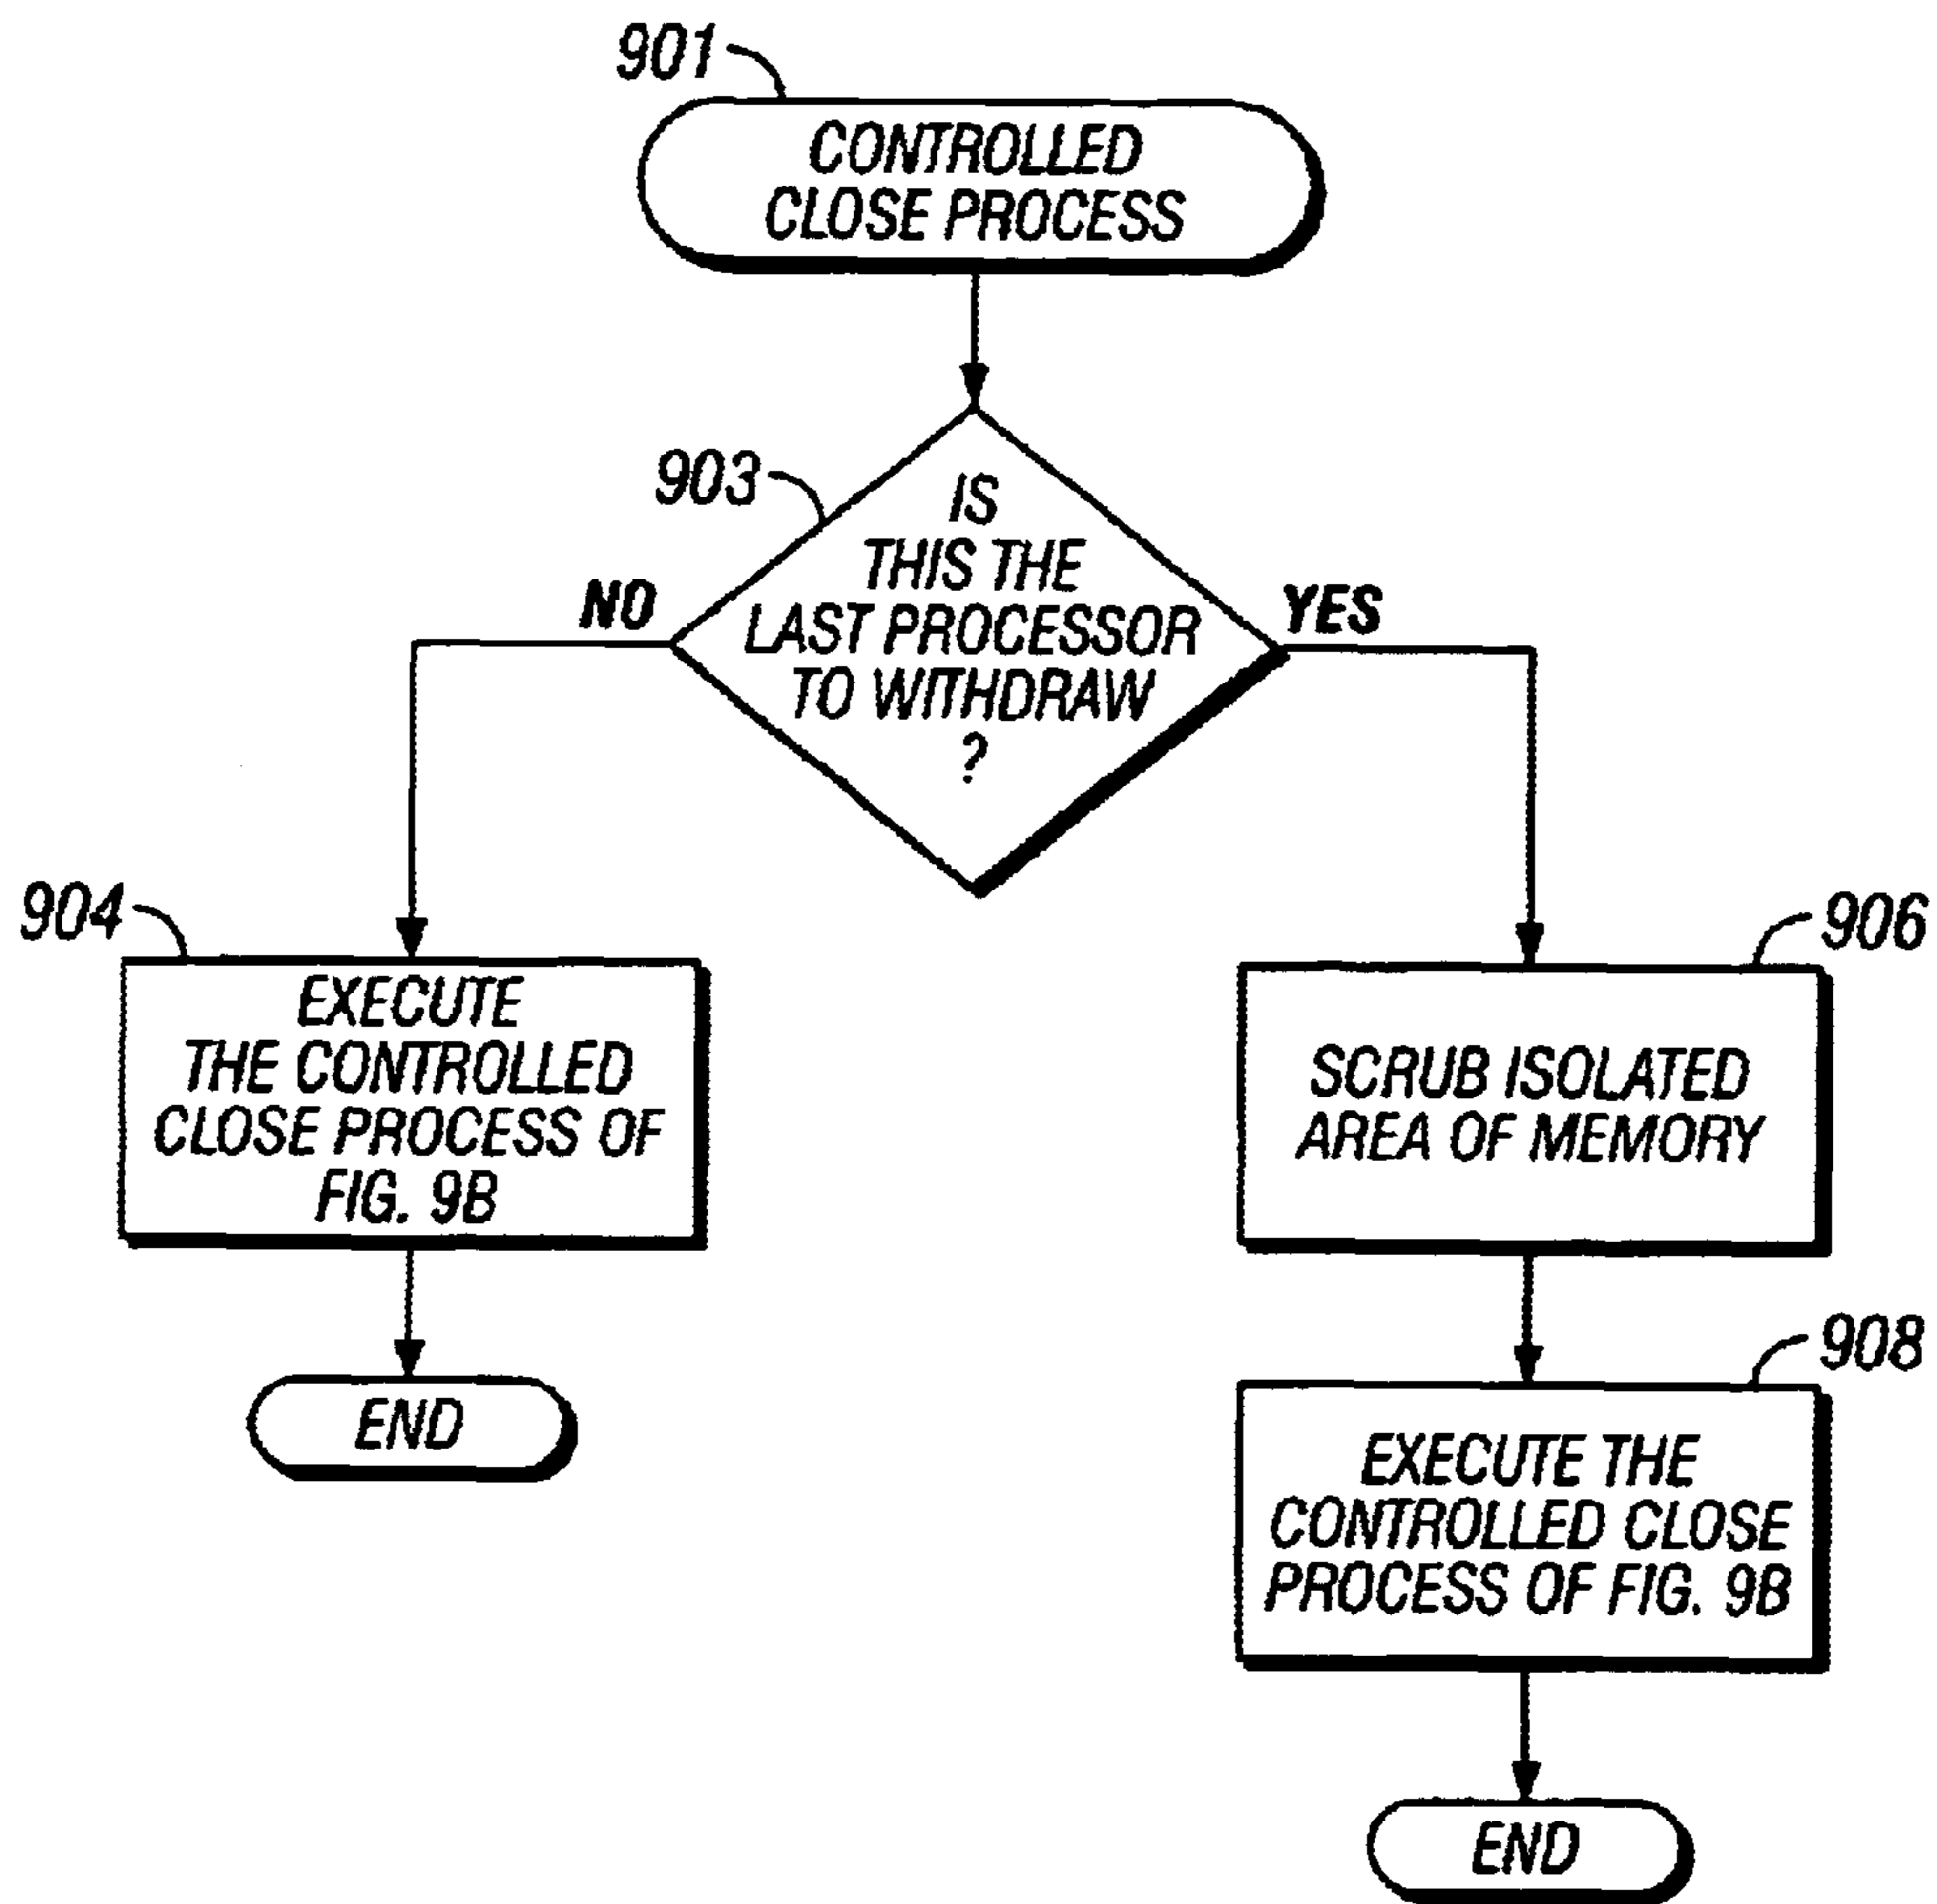 901
CONTROLLED
CLOSE PROCESS
903
IS
THIS THE
LAST PROCESSOR
TO WITHDRAW
?
NO
YES
904
EXECUTE
THE CONTROLLED
CLOSE PROCESS OF
FIG. 9B
END
906
SCRUB ISOLATED
AREA OF MEMORY
908
EXECUTE THE
CONTROLLED CLOSE
PROCESS OF FIG. 9B
END